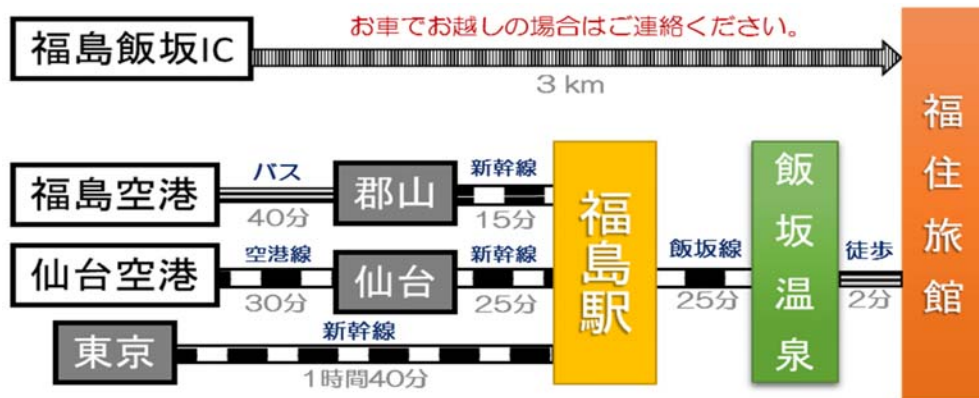 お車でお越しの場合はご連絡ください。
福島飯坂IC
3 km
福住旅館
福島空港
バス
40分
郡山
新幹線
15分
福島駅
飯坂線
25分
飯坂温泉
徒歩
2分
仙台空港
空港線
30分
仙台
新幹線
25分
東京
新幹線
1時間40分